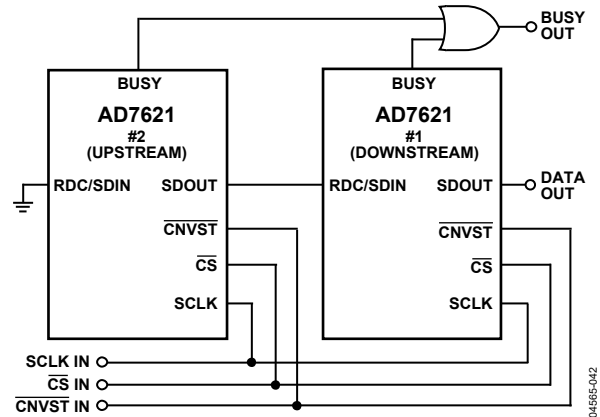 BUSY
OUT
BUSY
AD7621
#2
(UPSTREAM)
RDC/SDIN SDOUT
CNVST
CS
SCLK
BUSY
AD7621
#1
(DOWNSTREAM)
RDC/SDIN SDOUT
CNVST
CS
SCLK
DATA
OUT
SCLK IN
CS IN
CNVST IN
04565-042